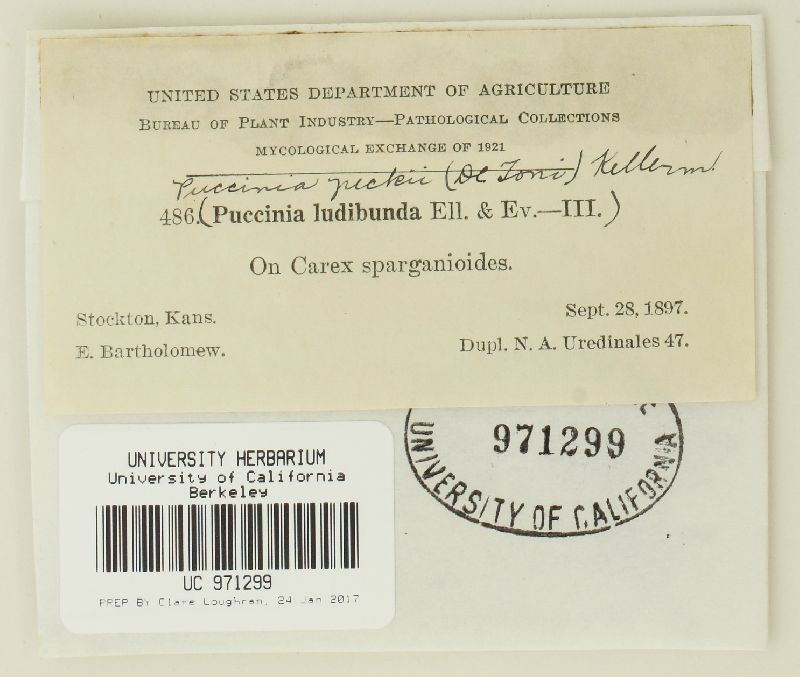 UNITED STATES DEPARTMENT OF AGRICULTURE
BUREAU OF PLANT INDUSTRY—PATHOLOGICAL COLLECTIONS
MYCOLOGICAL EXCHANGE OF 1921
Puccinia peckii (De Toni) Kellerm.
486. (Puccinia ludibunda Ell. & Ev.—III.)
On Carex sparganioides.
Stockton, Kans.
Sept. 28, 1897.
E. Bartholomew.
Dupl. N. A. Uredinales 47.
971299
UNIVERSITY OF CALIFORNIA
UNIVERSITY HERBARIUM
University of California
Berkeley
UC 971299
PREP BY Clare Loughran, 24 Jan 2017